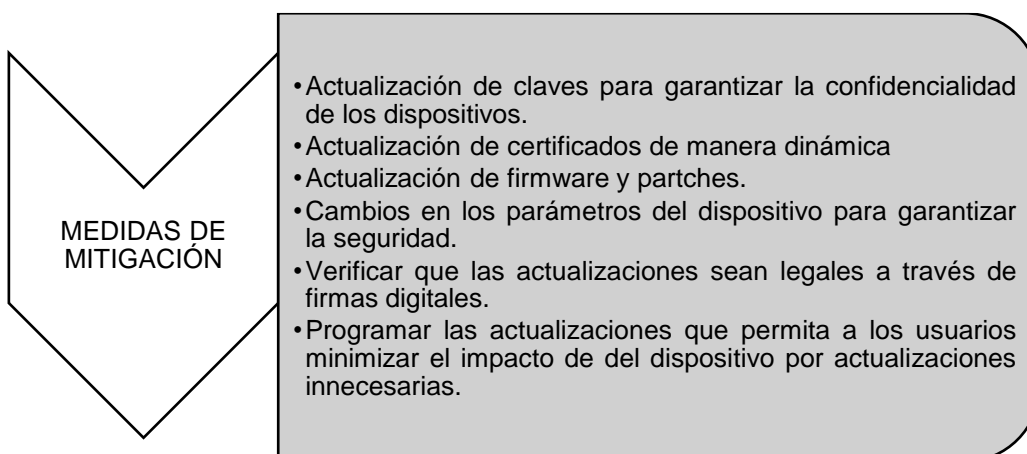 MEDIDAS DE
MITIGACIÓN
•Actualización de claves para garantizar la confidencialidad
de los dispositivos.
•Actualización de certificados de manera dinámica
•Actualización de firmware y partches.
•Cambios en los parámetros del dispositivo para garantizar
la seguridad.
•Verificar que las actualizaciones sean legales a través de
firmas digitales.
•Programar las actualizaciones que permita a los usuarios
minimizar el impacto de del dispositivo por actualizaciones
innecesarias.